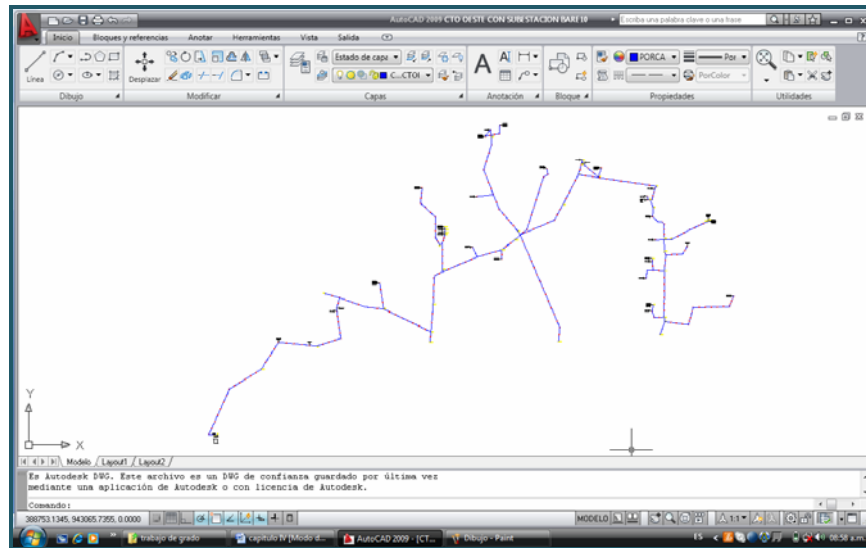 AutoCAD 2009 CTO OESTE CON SUBESTACION BARI 10
Escriba una palabra clave o una frase
Inicio Bloques y referencias Anotar Herramientas Vista Salida
Línea
Desplazar
Estado de capa
C...CTOI
A
PORCA
Por
PorColor
Dibujo Modificar Capas Anotación Bloque Propiedades Utilidades
Y
X
Modelo Layout1 Layout2
Es Autodesk DWG. Este archivo es un DWG de confianza guardado por última vez
mediante una aplicación de Autodesk o con licencia de Autodesk.
Comando:
388753.1345, 943065.7355, 0.0000
MODELO
1:1
trabajo de grado
capitulo IV [Modo d...
AutoCAD 2009 - [CT...
Dibujo - Paint
ES
08:58 a.m.